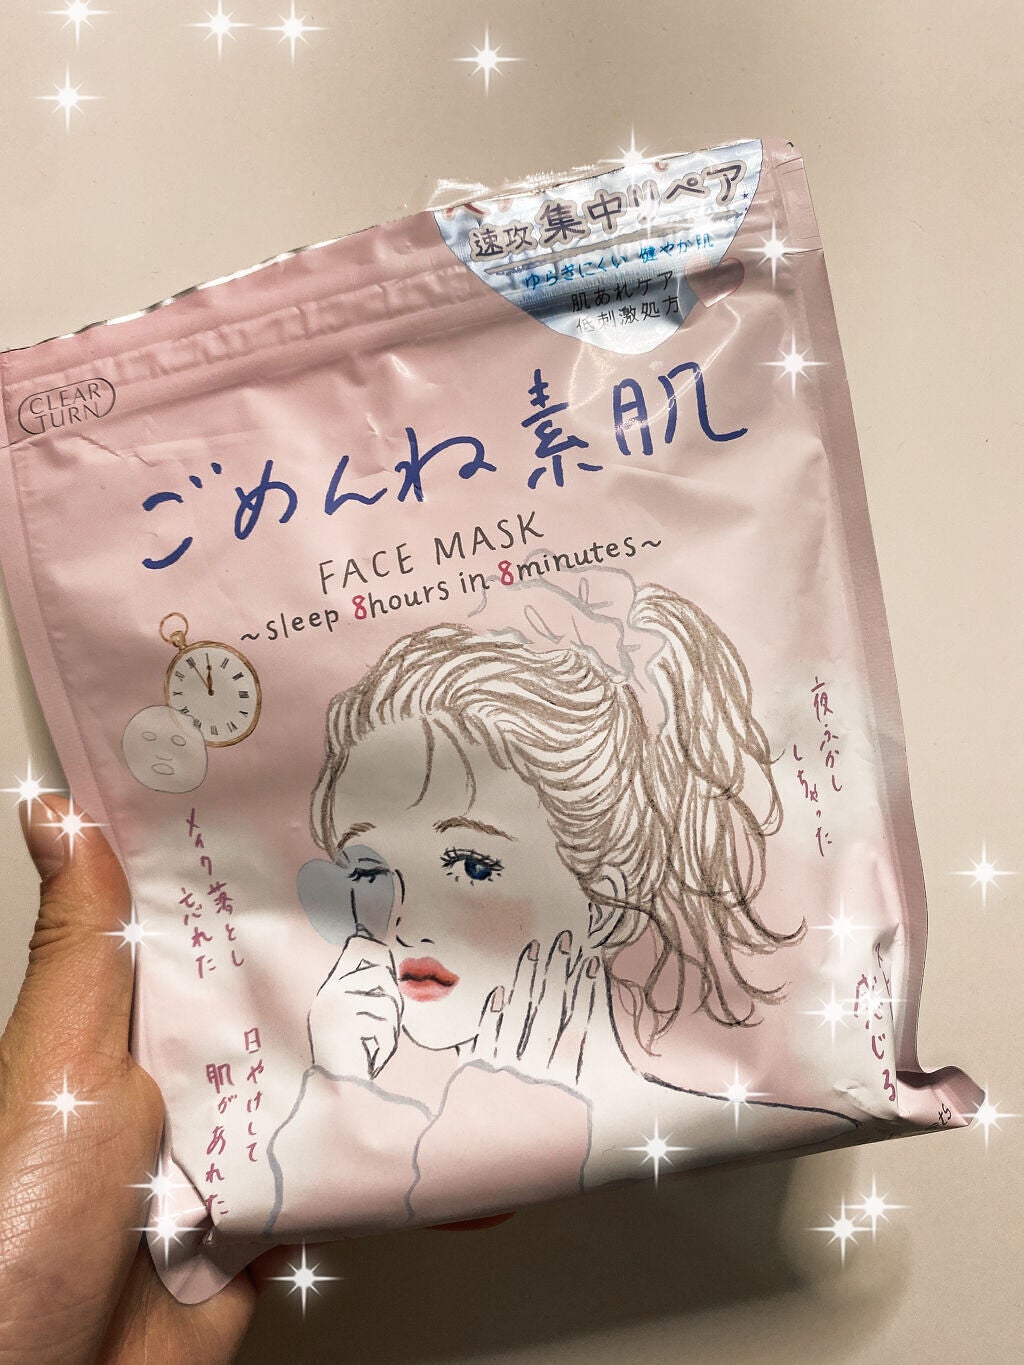 速攻 集中リペア
ゆらぎにくい 健やか肌
肌あれケア
低刺激処方
CLEAR
TURN
ごめんね素肌
FACE MASK
~sleep 8hours in 8minutes~
夜ふかし
しちゃった
メイク落とし
忘れた
感じる
日やけして
肌があれた